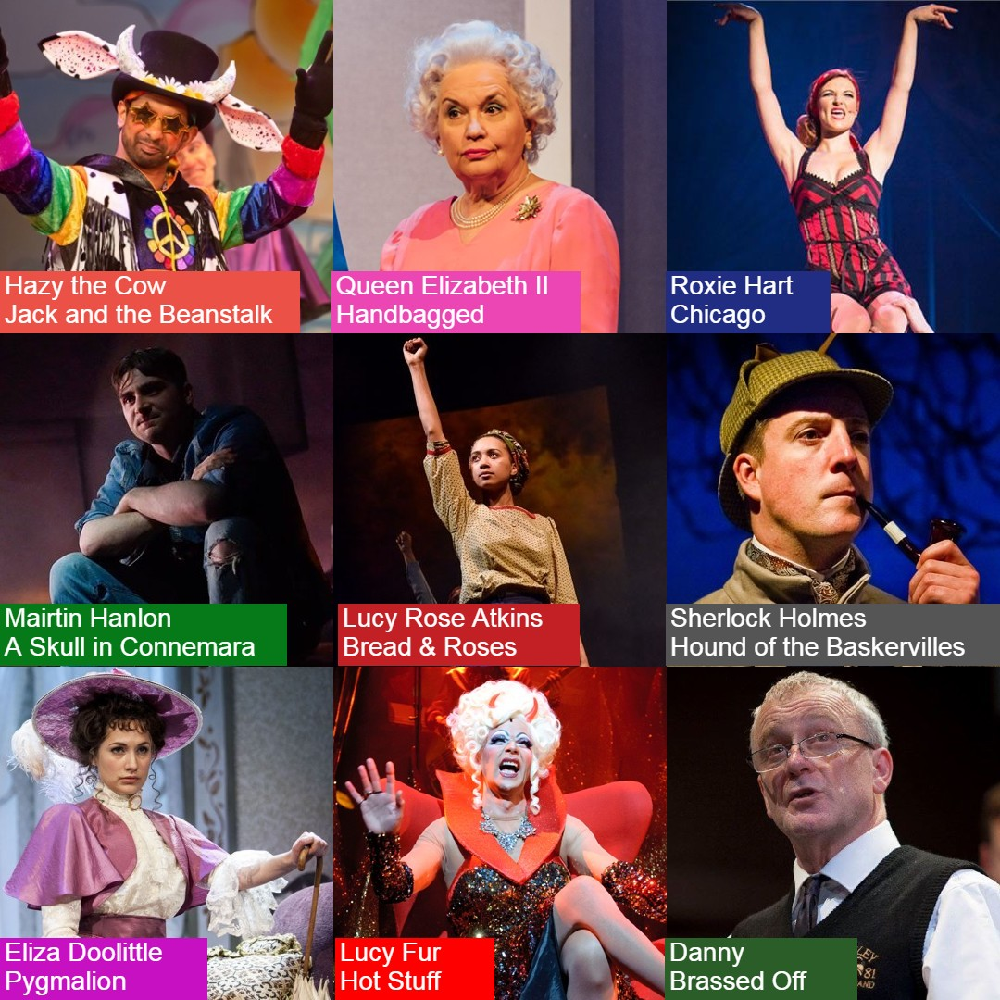 Hazy the Cow
Jack and the Beanstalk
Queen Elizabeth II
Handbagged
Roxie Hart
Chicago
Mairtin Hanlon
A Skull in Connemara
Lucy Rose Atkins
Bread & Roses
Sherlock Holmes
Hound of the Baskervilles
Eliza Doolittle
Pygmalion
Lucy Fur
Hot Stuff
Danny
Brassed Off
81